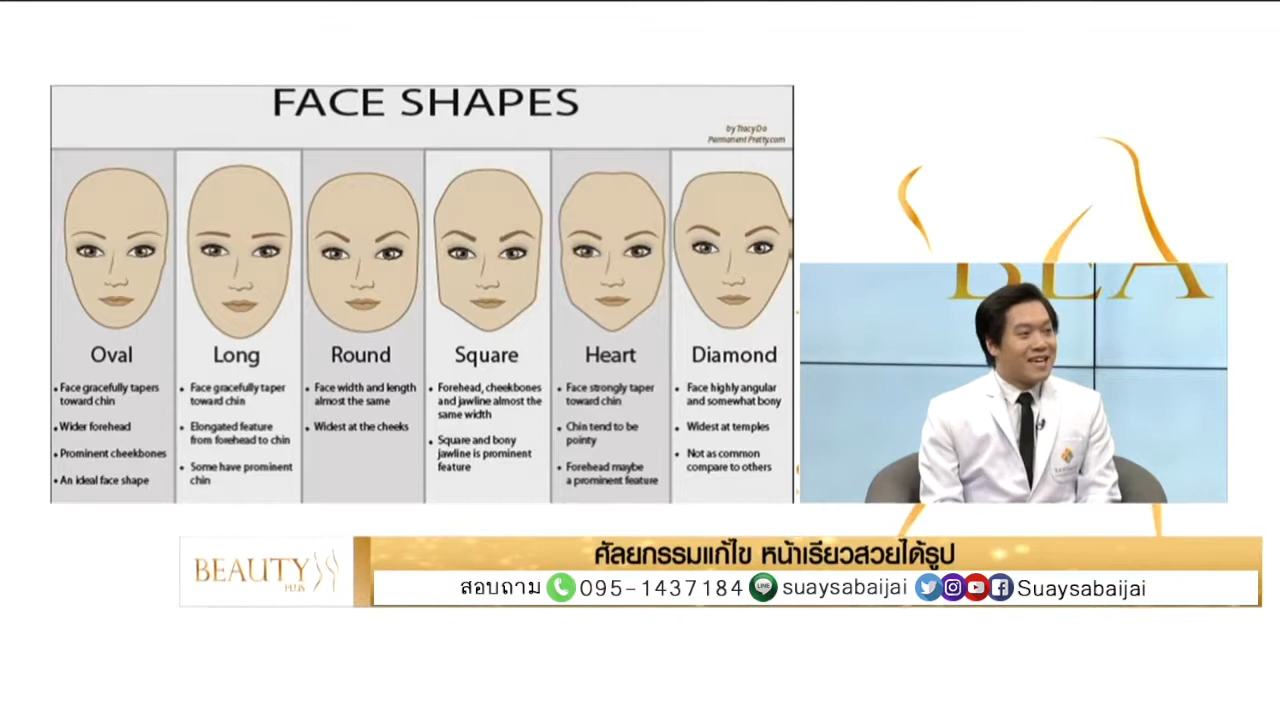 FACE SHAPES
by Tracy Do
Permanent Pretty.com
Oval
• Face gracefully tapers
toward chin
• Wider forehead
• Prominent cheekbones
• An ideal face shape
Long
• Face gracefully taper
toward chin
• Elongated feature
from forehead to chin
• Some have prominent
chin
Round
• Face width and length
almost the same
• Widest at the cheeks
Square
• Forehead, cheekbones
and jawline almost the
same width
• Square and bony
jawline is prominent
feature
Heart
• Face strongly taper
toward chin
• Chin tend to be
pointy
• Forehead maybe
a prominent feature
Diamond
• Face highly angular
and somewhat bony
• Widest at temples
• Not as common
compare to others
BEA
BEAUTY
PLUS
ศัลยกรรมแก้ไข หน้าเรียวสวยได้รูป
สอบถาม 095-1437184 LINE suaysabaijai Suaysabaijai